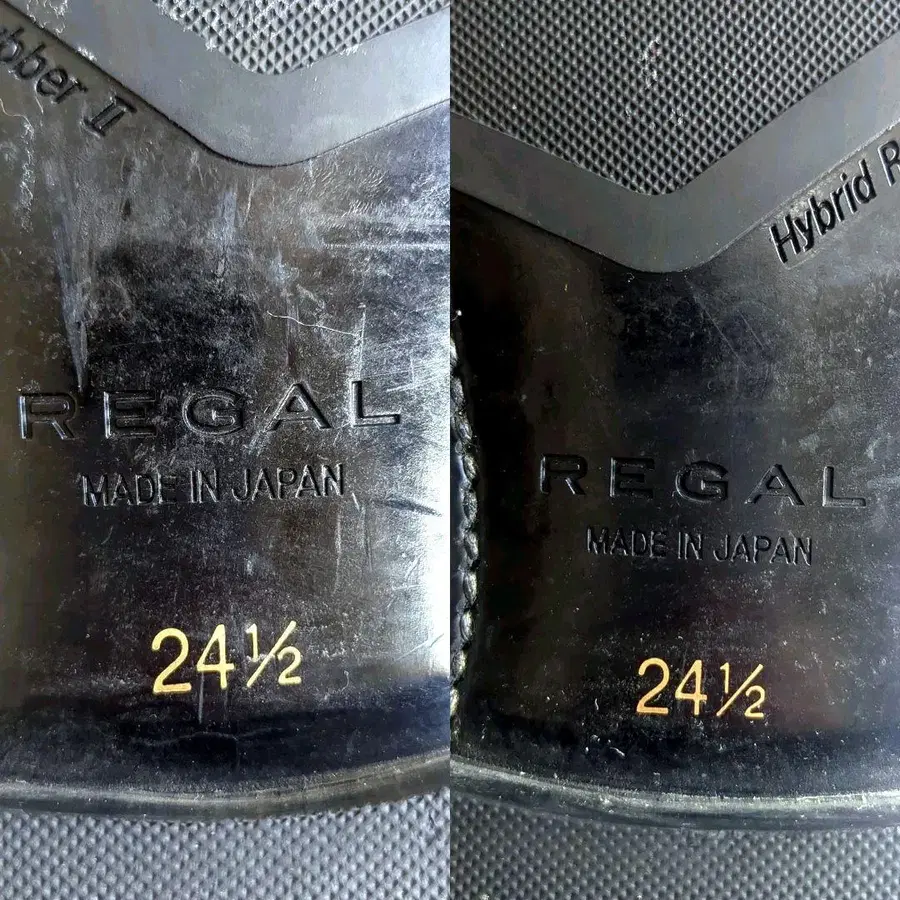 bber II
REGAL
MADE IN JAPAN
24½
Hybrid R
REGAL
MADE IN JAPAN
24½